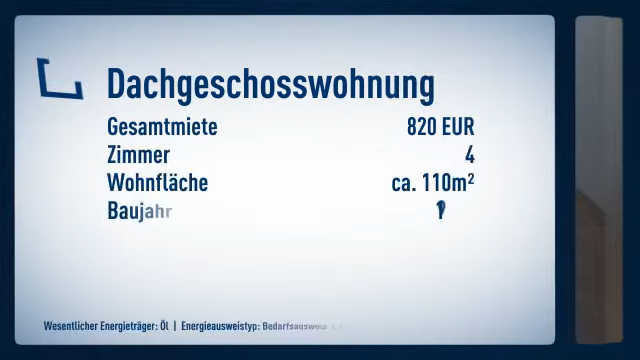 Dachgeschosswohnung
Gesamtmiete 820 EUR
Zimmer 4
Wohnfläche ca. 110m²
Baujahr
Wesentlicher Energieträger: Öl | Energieausweistyp: Bedarfsausweis